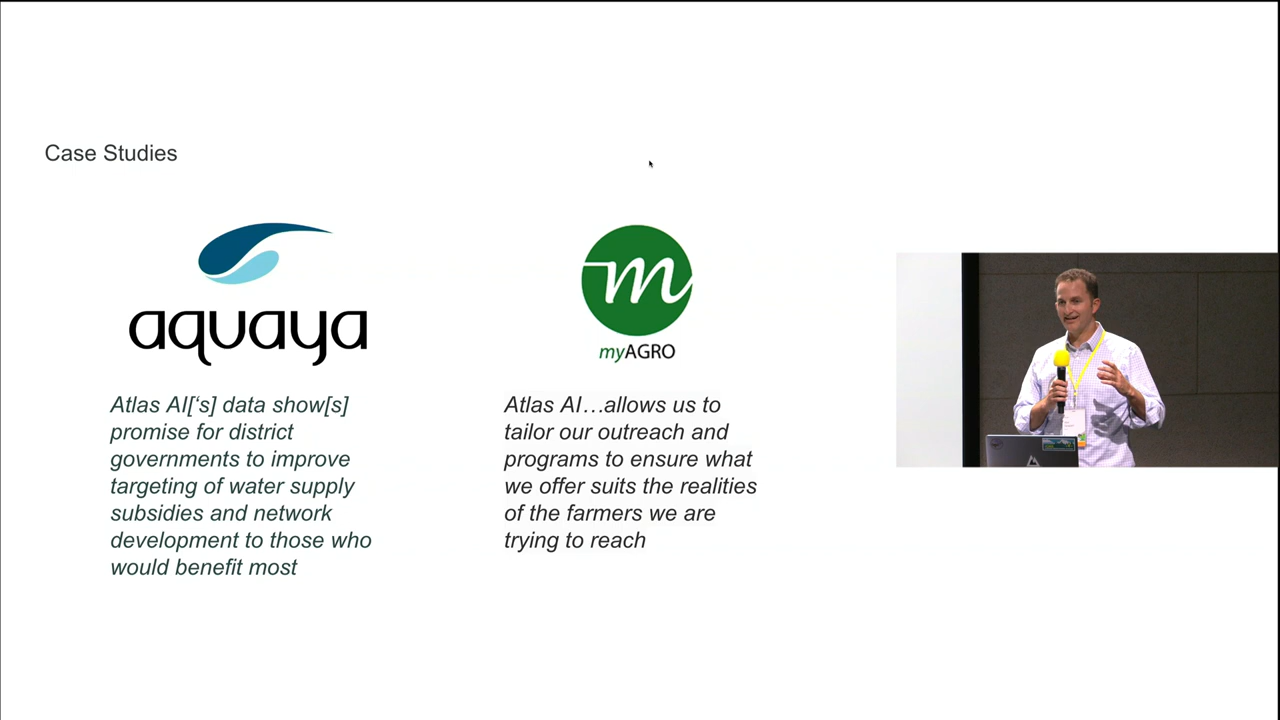 Case Studies
aquaya
Atlas AI[‘s] data show[s]
promise for district
governments to improve
targeting of water supply
subsidies and network
development to those who
would benefit most
m
myAGRO
Atlas AI…allows us to
tailor our outreach and
programs to ensure what
we offer suits the realities
of the farmers we are
trying to reach